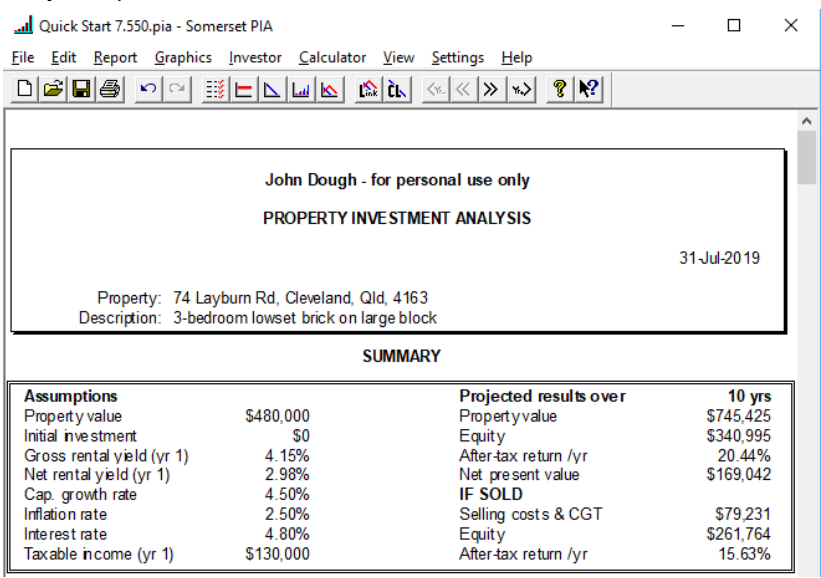 Quick Start 7.550.pia - Somerset PIA
File Edit Report Graphics Investor Calculator View Settings Help
John Dough - for personal use only
PROPERTY INVESTMENT ANALYSIS
31-Jul-2019
Property: 74 Layburn Rd, Cleveland, Qld, 4163
Description: 3-bedroom lowset brick on large block
SUMMARY
Assumptions Projected results over 10 yrs
Property value $480,000 Property value $745,425
Initial investment $0 Equity $340,995
Gross rental yield (yr 1) 4.15% After-tax return /yr 20.44%
Net rental yield (yr 1) 2.98% Net present value $169,042
Cap. growth rate 4.50% IF SOLD
Inflation rate 2.50% Selling costs & CGT $79,231
Interest rate 4.80% Equity $261,764
Taxable income (yr 1) $130,000 After-tax return /yr 15.63%